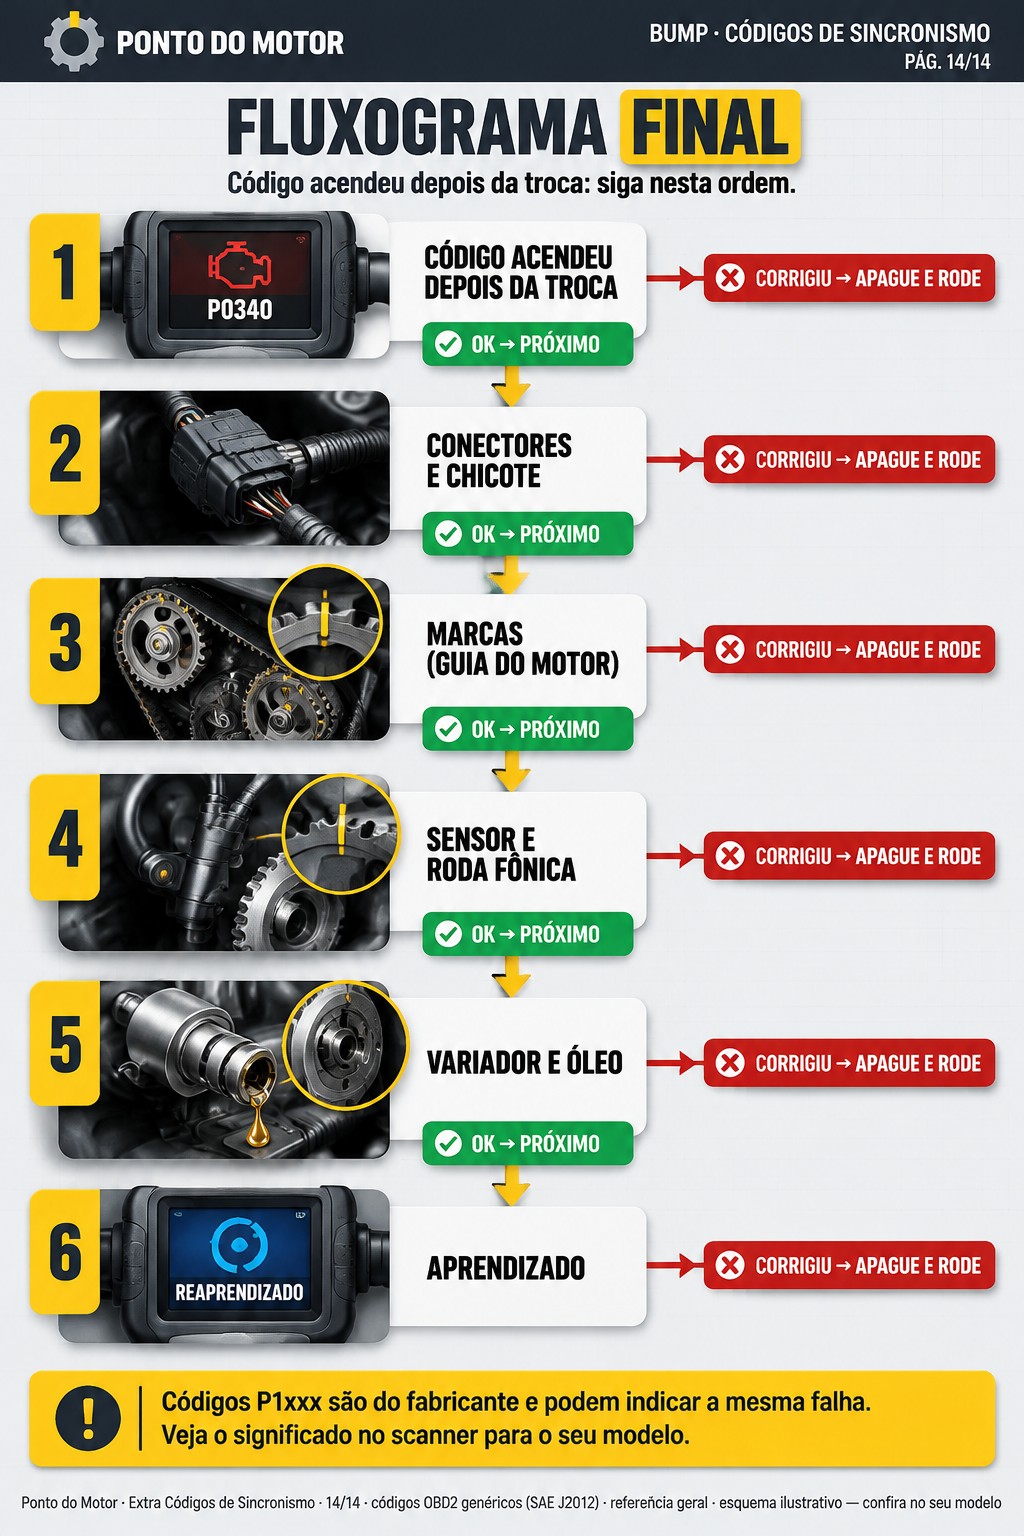 PONTO DO MOTOR
BUMP · CÓDIGOS DE SINCRONISMO
PÁG. 14/14
FLUXOGRAMA FINAL
Código acendeu depois da troca: siga nesta ordem.
1
P0340
CÓDIGO ACENDEU
DEPOIS DA TROCA
OK → PRÓXIMO
CORRIGIU → APAGUE E RODE
2
CONECTORES
E CHICOTE
OK → PRÓXIMO
CORRIGIU → APAGUE E RODE
3
MARCAS
(GUIA DO MOTOR)
OK → PRÓXIMO
CORRIGIU → APAGUE E RODE
4
SENSOR E
RODA FÔNICA
OK → PRÓXIMO
CORRIGIU → APAGUE E RODE
5
VARIADOR E ÓLEO
OK → PRÓXIMO
CORRIGIU → APAGUE E RODE
6
REAPRENDIZADO
APRENDIZADO
CORRIGIU → APAGUE E RODE
Códigos P1xxx são do fabricante e podem indicar a mesma falha.
Veja o significado no scanner para o seu modelo.
Ponto do Motor · Extra Códigos de Sincronismo · 14/14 · códigos OBD2 genéricos (SAE J2012) · referência geral · esquema ilustrativo — confira no seu modelo